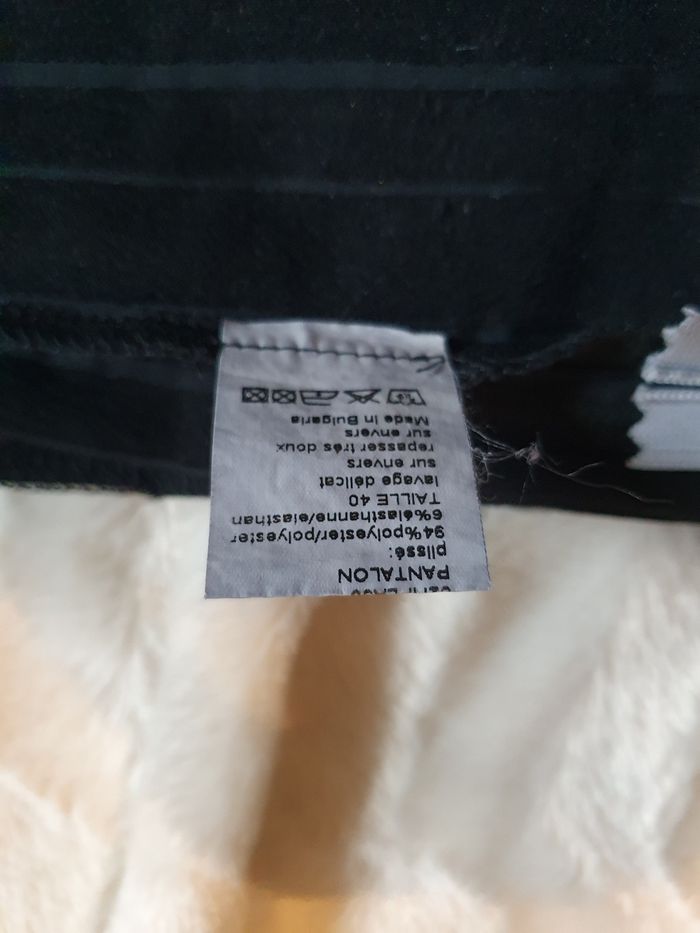 PANTALON
plissé:
94%polyester/polyester
6%élasthanne/elasthan
TAILLE 40
lavage délicat
sur envers
repasser très doux
sur envers
Made in Bulgaria